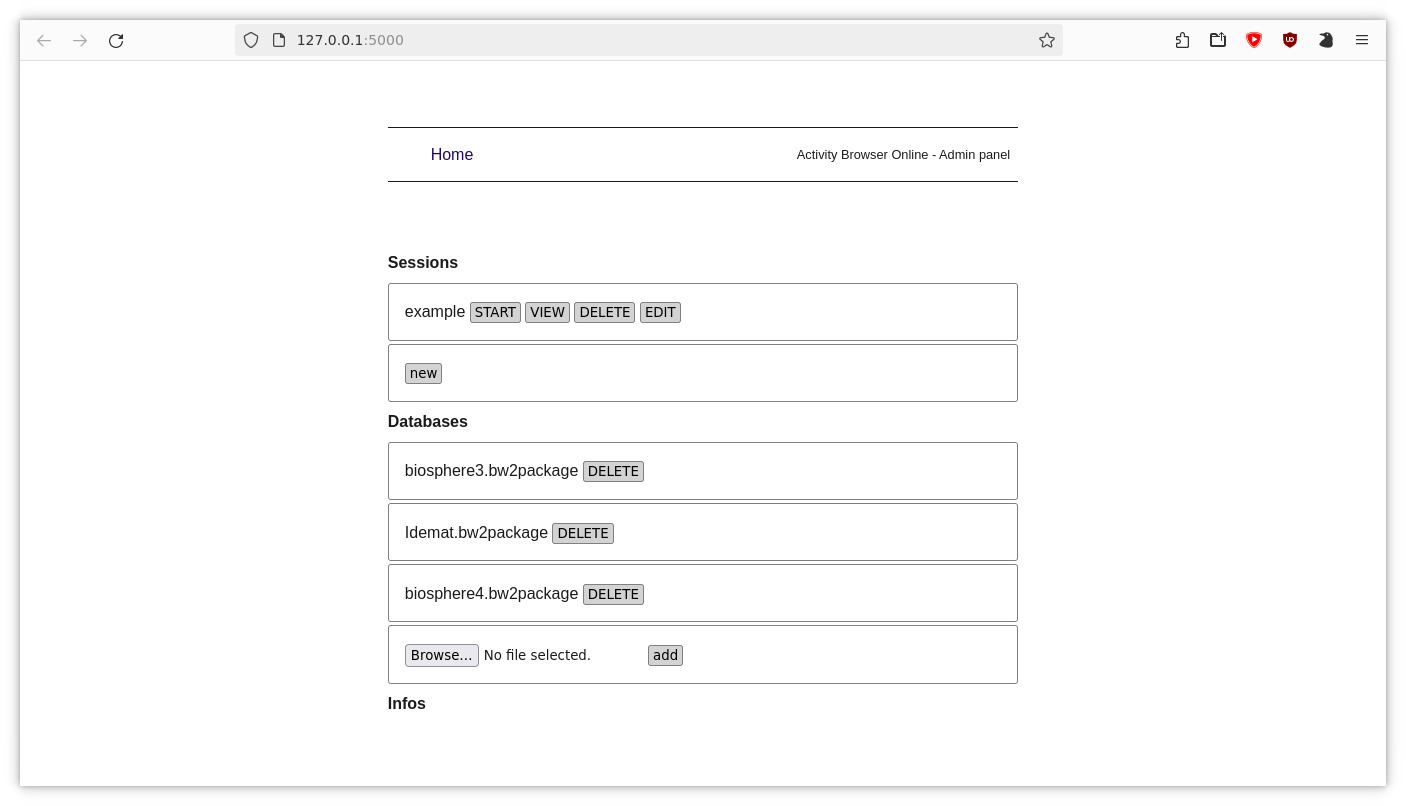 127.0.0.1:5000
Home Activity Browser Online - Admin panel
Sessions
example START VIEW DELETE EDIT
new
Databases
biosphere3.bw2package DELETE
Idemat.bw2package DELETE
biosphere4.bw2package DELETE
Browse... No file selected. add
Infos